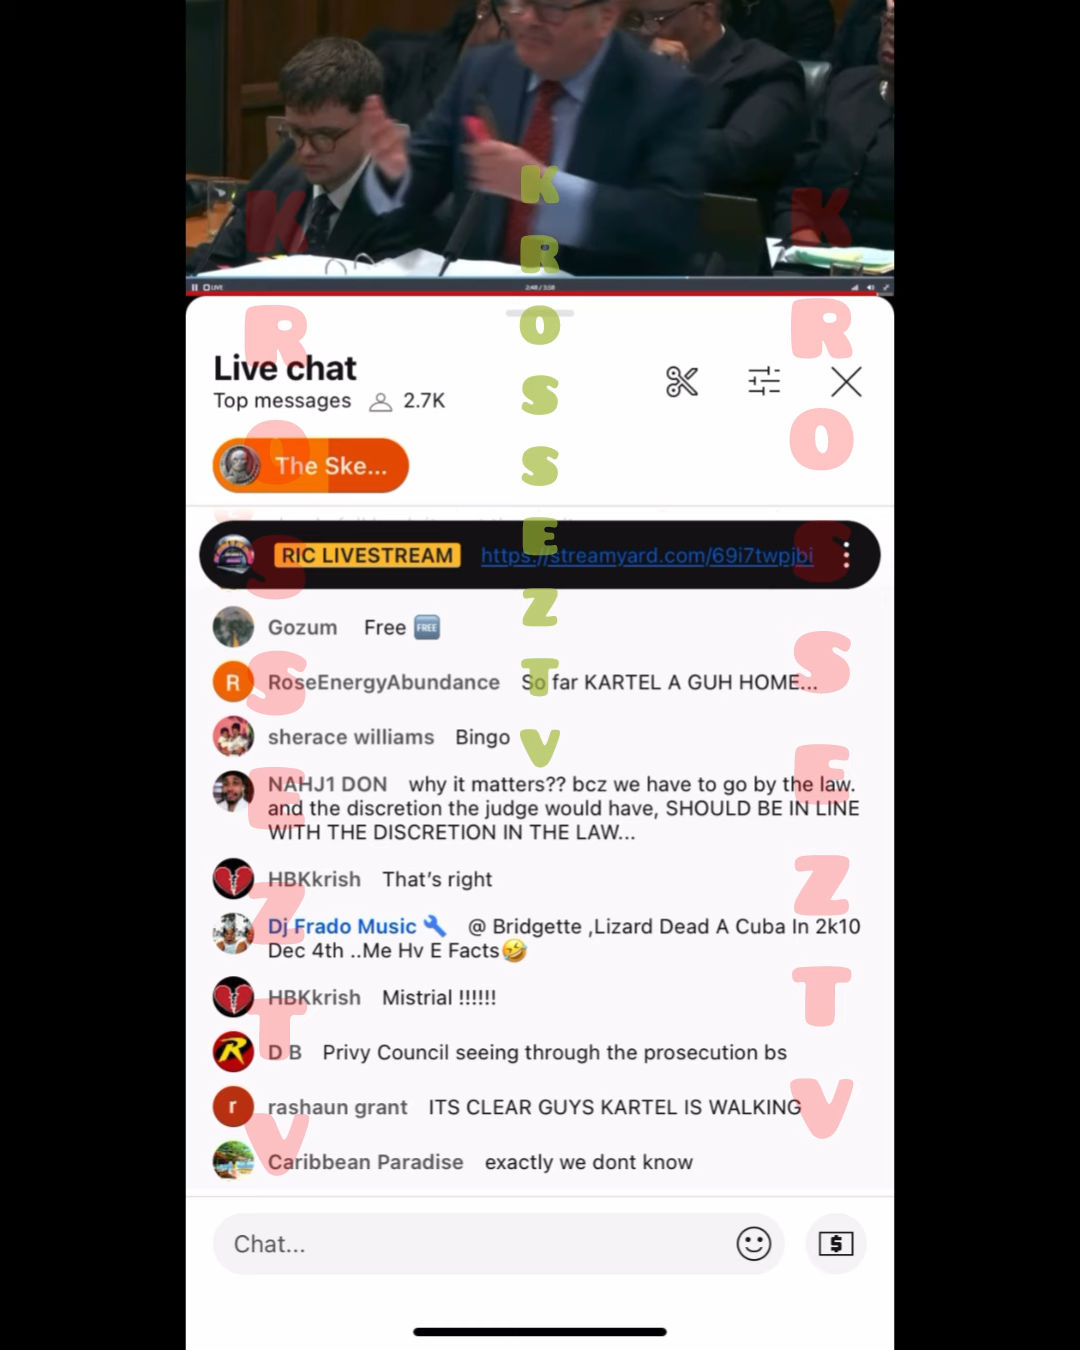 LIVE
2:48 / 3:58
Live chat
Top messages 2.7K
The Ske...
RIC LIVESTREAM https://streamyard.com/69i7twpjbi
Gozum Free FREE
R RoseEnergyAbundance So far KARTEL A GUH HOME...
sherace williams Bingo
NAHJ1 DON why it matters?? bcz we have to go by the law.
and the discretion the judge would have, SHOULD BE IN LINE
WITH THE DISCRETION IN THE LAW...
HBKkrish That's right
Dj Frado Music 🔧 @ Bridgette ,Lizard Dead A Cuba In 2k10
Dec 4th ..Me Hv E Facts🤣
HBKkrish Mistrial !!!!!!
R D B Privy Council seeing through the prosecution bs
r rashaun grant ITS CLEAR GUYS KARTEL IS WALKING
Caribbean Paradise exactly we dont know
Chat... $
KROSSEZTV
KROSSEZTV
KROSSEZTV